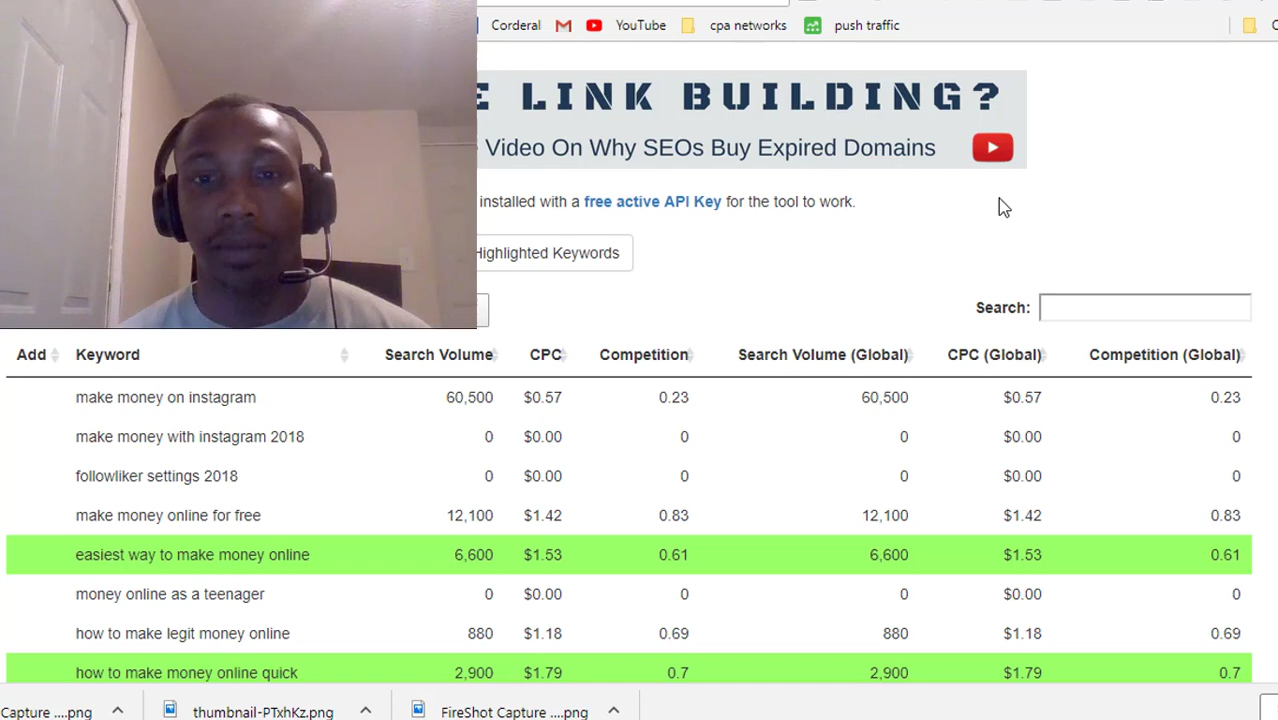 Corderal YouTube cpa networks push traffic
E LINK BUILDING?
Video On Why SEOs Buy Expired Domains
installed with a free active API Key for the tool to work.
Highlighted Keywords
Search:
Add Keyword Search Volume CPC Competition Search Volume (Global) CPC (Global) Competition (Global)
make money on instagram 60,500 $0.57 0.23 60,500 $0.57 0.23
make money with instagram 2018 0 $0.00 0 0 $0.00 0
followliker settings 2018 0 $0.00 0 0 $0.00 0
make money online for free 12,100 $1.42 0.83 12,100 $1.42 0.83
easiest way to make money online 6,600 $1.53 0.61 6,600 $1.53 0.61
money online as a teenager 0 $0.00 0 0 $0.00 0
how to make legit money online 880 $1.18 0.69 880 $1.18 0.69
how to make money online quick 2,900 $1.79 0.7 2,900 $1.79 0.7
Capture ....png thumbnail-PTxhKz.png FireShot Capture ....png